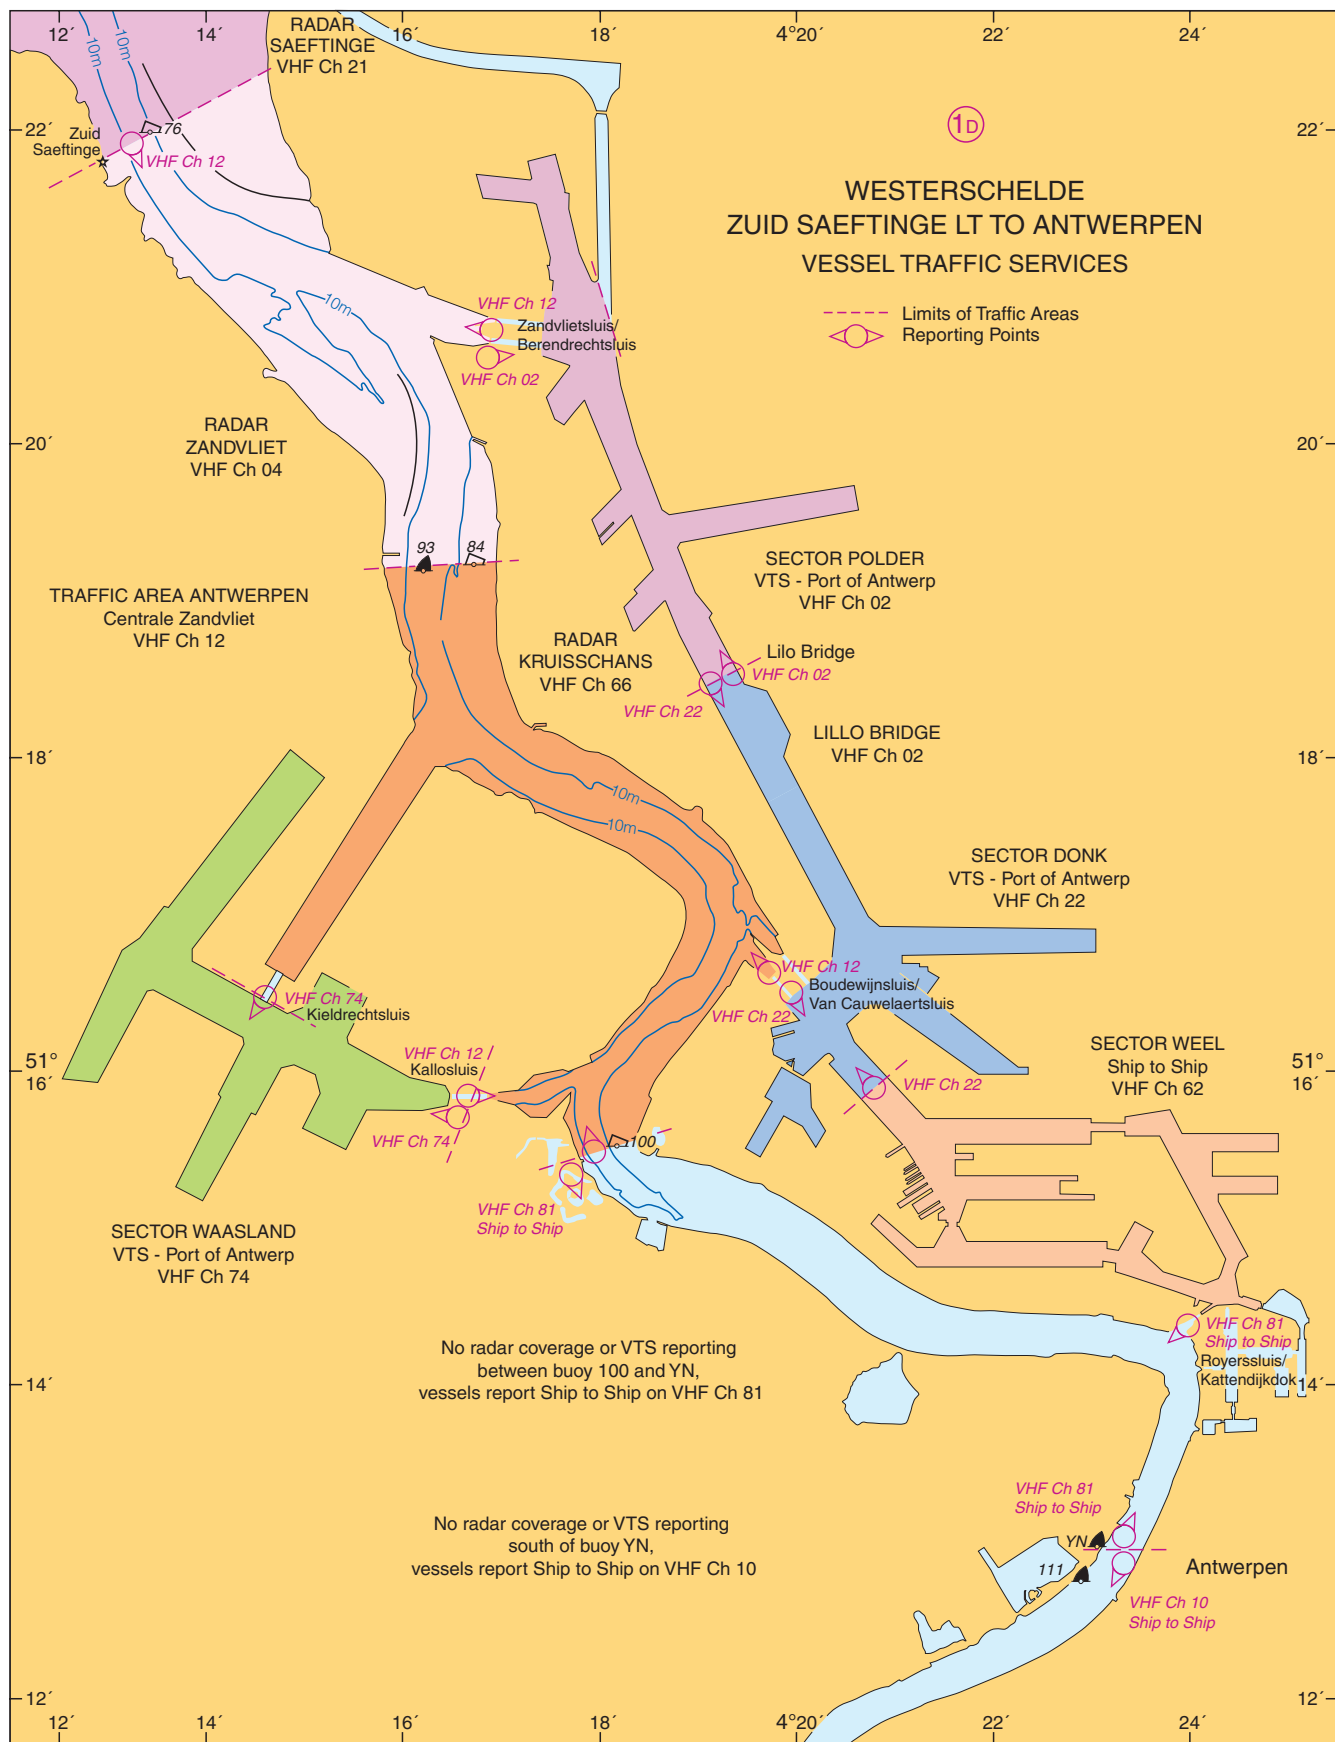 12´
14´
16´
18´
4°20´
22´
24´
RADAR
SAEFTINGE
VHF Ch 21
10m
10m
22´
22´
76
Zuid
Saeftinge
VHF Ch 12
1D
WESTERSCHELDE
ZUID SAEFTINGE LT TO ANTWERPEN
VESSEL TRAFFIC SERVICES
Limits of Traffic Areas
Reporting Points
10m
VHF Ch 12
Zandvlietsluis/
Berendrechtsluis
VHF Ch 02
RADAR
ZANDVLIET
VHF Ch 04
20´
20´
93
84
SECTOR POLDER
VTS - Port of Antwerp
VHF Ch 02
TRAFFIC AREA ANTWERPEN
Centrale Zandvliet
VHF Ch 12
RADAR
KRUISSCHANS
VHF Ch 66
Lilo Bridge
VHF Ch 02
VHF Ch 22
LILLO BRIDGE
VHF Ch 02
18´
18´
10m
10m
SECTOR DONK
VTS - Port of Antwerp
VHF Ch 22
VHF Ch 12
Boudewijnsluis/
Van Cauwelaertsluis
VHF Ch 22
VHF Ch 74
Kieldrechtsluis
VHF Ch 12
Kallosluis
VHF Ch 74
51°
16´
51°
16´
SECTOR WEEL
Ship to Ship
VHF Ch 62
VHF Ch 22
100
VHF Ch 81
Ship to Ship
SECTOR WAASLAND
VTS - Port of Antwerp
VHF Ch 74
No radar coverage or VTS reporting
between buoy 100 and YN,
vessels report Ship to Ship on VHF Ch 81
VHF Ch 81
Ship to Ship
Royerssluis/
Kattendijkdok
14´
14´
VHF Ch 81
Ship to Ship
No radar coverage or VTS reporting
south of buoy YN,
vessels report Ship to Ship on VHF Ch 10
YN
111
Antwerpen
VHF Ch 10
Ship to Ship
12´
12´
12´
14´
16´
18´
4°20´
22´
24´